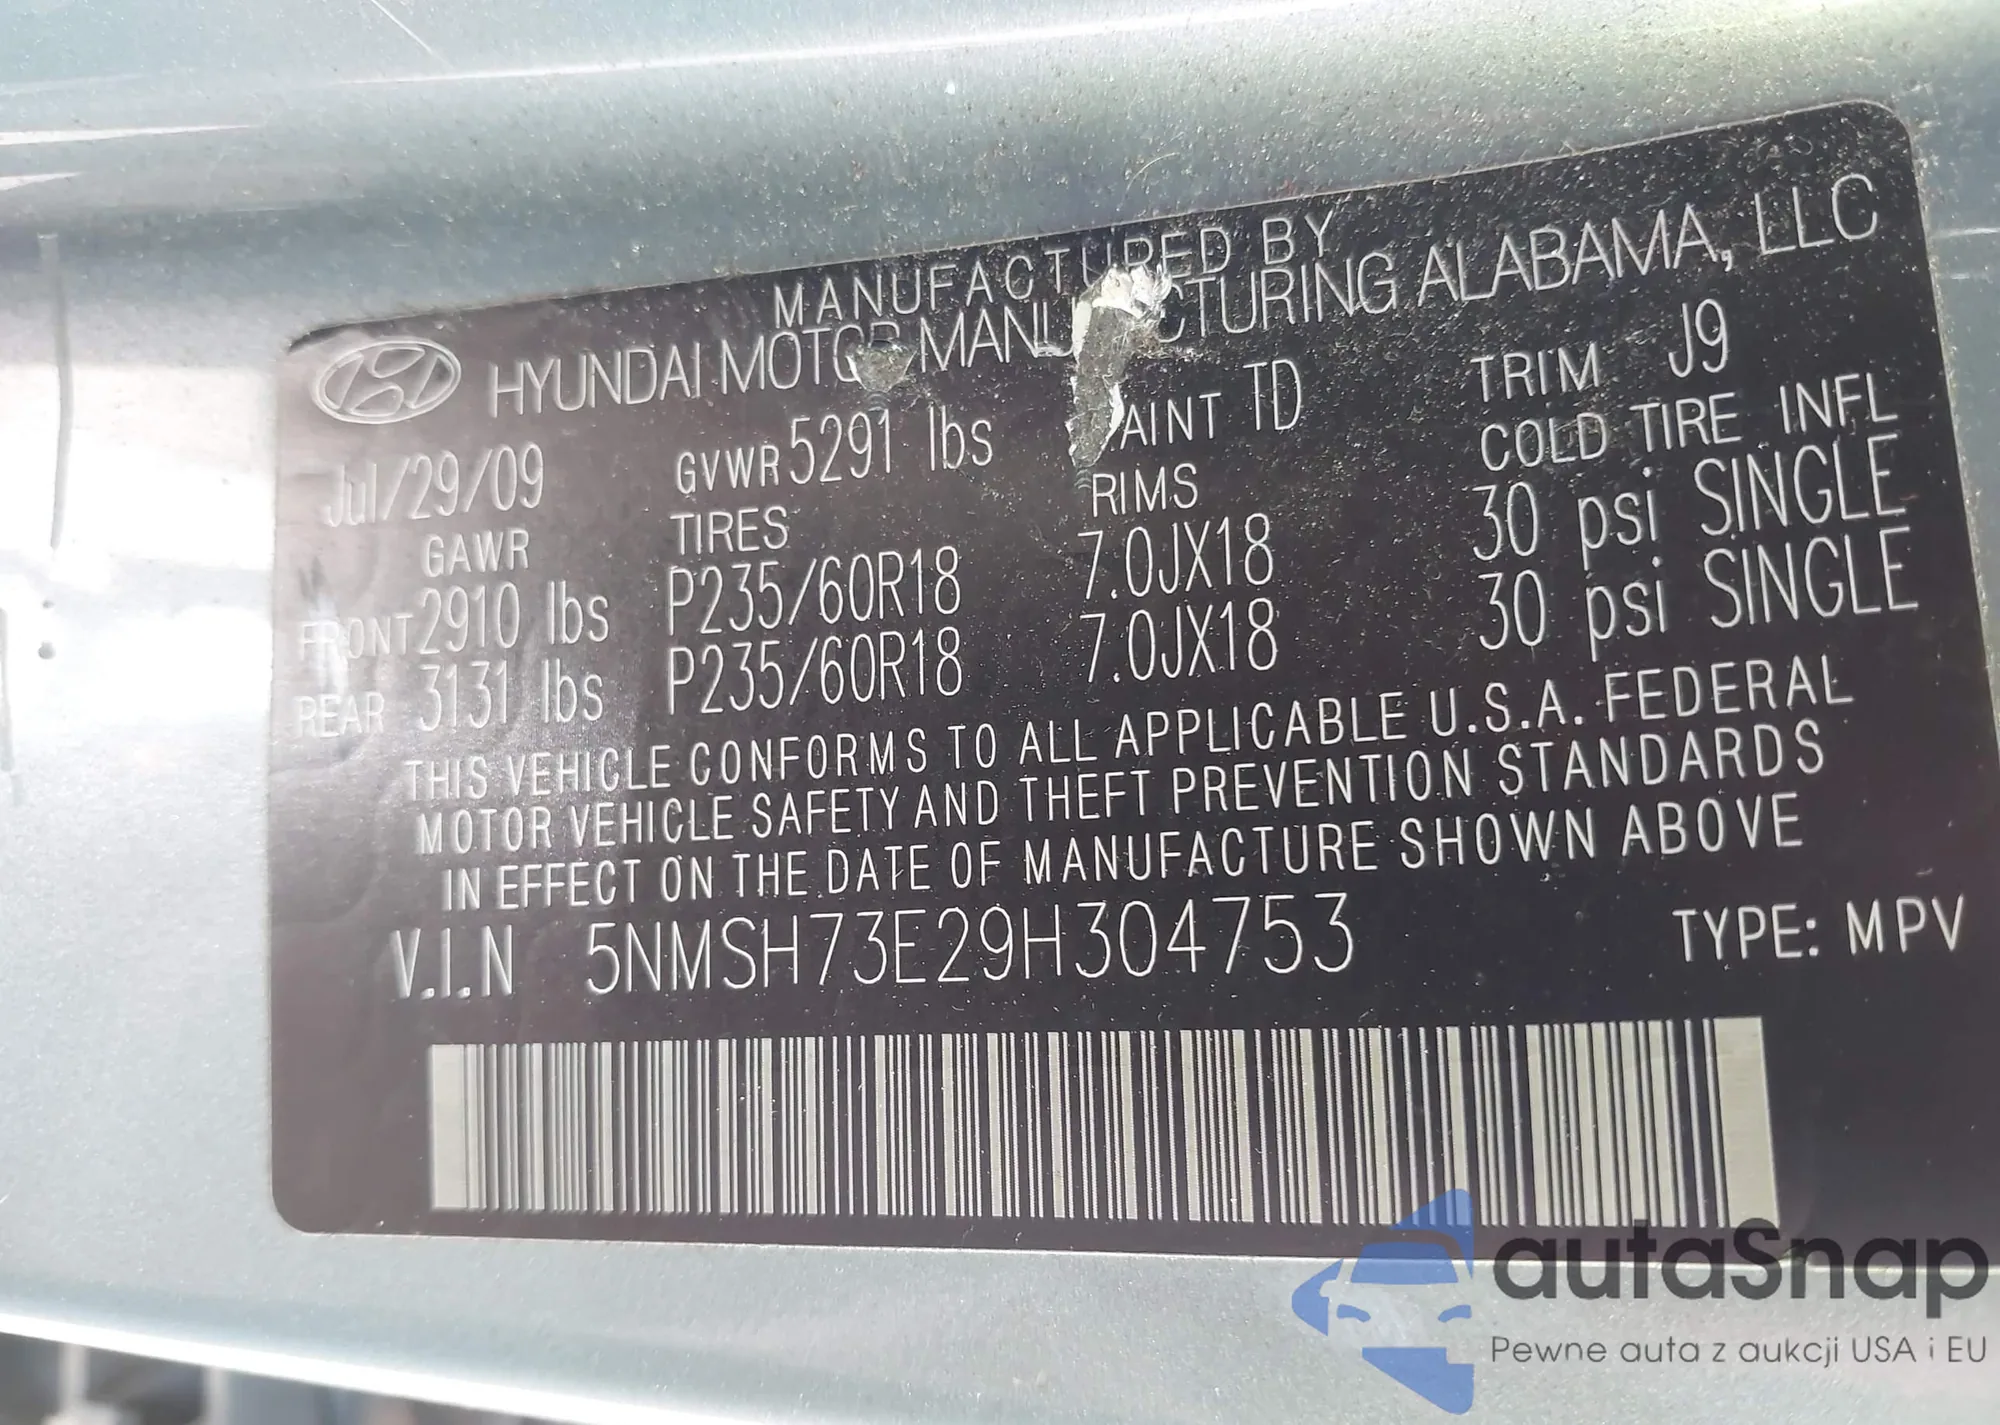 MANUFACTURED BY
HYUNDAI MOTOR MANUFACTURING ALABAMA, LLC
Jul/29/09 GVWR 5291 lbs PAINT TD TRIM J9
GAWR TIRES RIMS COLD TIRE INFL
FRONT 2910 lbs P235/60R18 7.0JX18 30 psi SINGLE
REAR 3131 lbs P235/60R18 7.0JX18 30 psi SINGLE
THIS VEHICLE CONFORMS TO ALL APPLICABLE U.S.A. FEDERAL
MOTOR VEHICLE SAFETY AND THEFT PREVENTION STANDARDS
IN EFFECT ON THE DATE OF MANUFACTURE SHOWN ABOVE
V.I.N 5NMSH73E29H304753 TYPE: MPV
autaSnap
Pewne auta z aukcji USA i EU